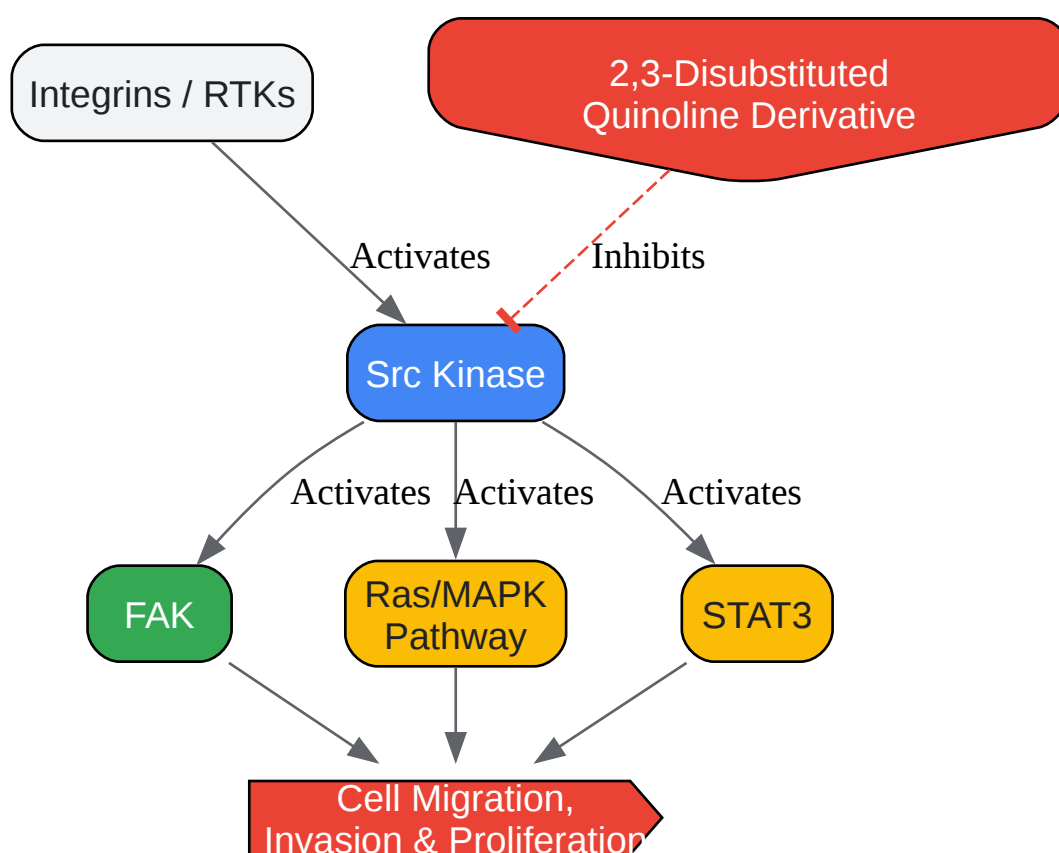 Integrins / RTKs
2,3-Disubstituted
Quinoline Derivative
Activates
Inhibits
Src Kinase
Activates
Activates
Activates
FAK
Ras/MAPK
Pathway
STAT3
Cell Migration,
Invasion & Proliferation